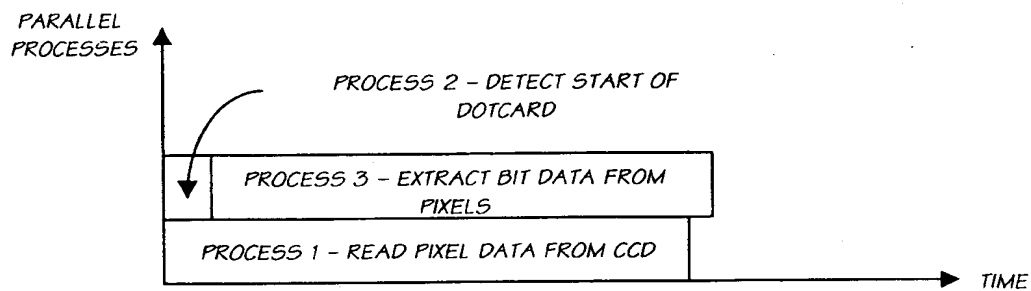 PARALLEL
PROCESSES
PROCESS 2 – DETECT START OF
DOTCARD
PROCESS 3 – EXTRACT BIT DATA FROM
PIXELS
PROCESS 1 – READ PIXEL DATA FROM CCD
TIME